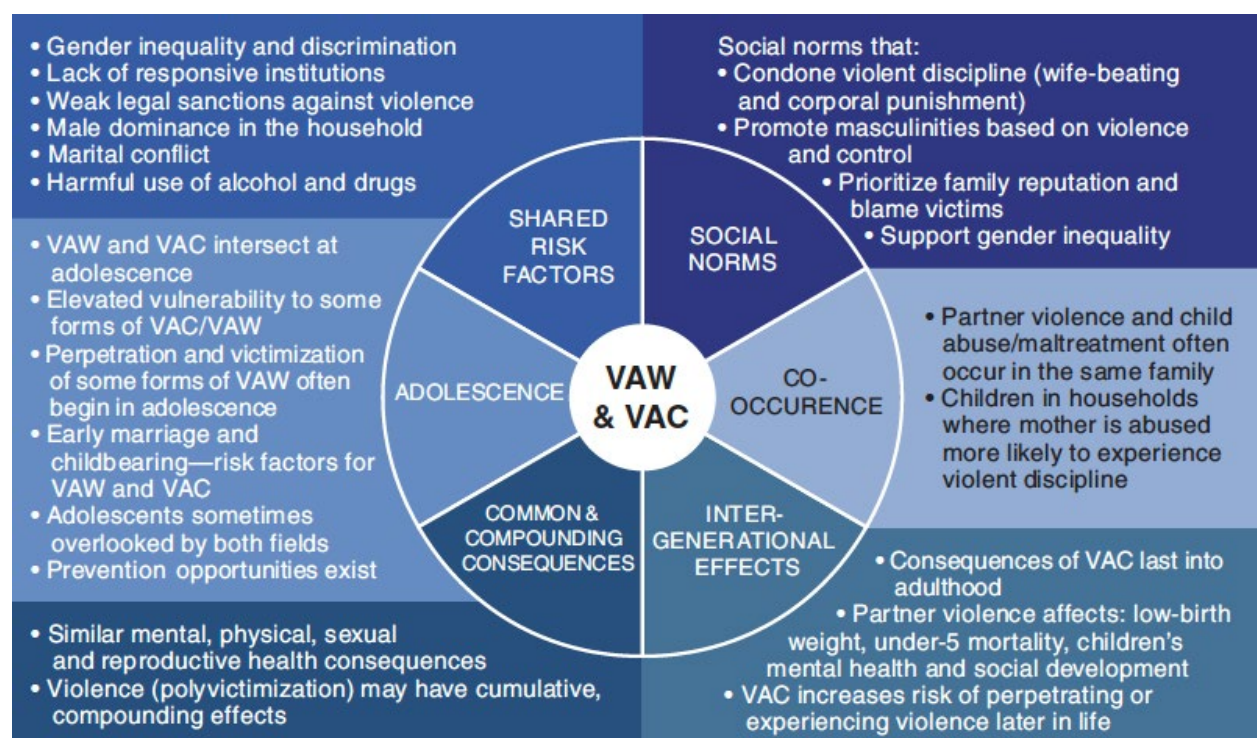 • Gender inequality and discrimination
• Lack of responsive institutions
• Weak legal sanctions against violence
• Male dominance in the household
• Marital conflict
• Harmful use of alcohol and drugs
Social norms that:
• Condone violent discipline (wife-beating
and corporal punishment)
• Promote masculinities based on violence
and control
• Prioritize family reputation and
blame victims
• Support gender inequality
SHARED
RISK
FACTORS
SOCIAL
NORMS
• VAW and VAC intersect at
adolescence
• Elevated vulnerability to some
forms of VAC/VAW
• Perpetration and victimization
of some forms of VAW often
begin in adolescence
• Early marriage and
childbearing—risk factors for
VAW and VAC
• Adolescents sometimes
overlooked by both fields
• Prevention opportunities exist
ADOLESCENCE
VAW
& VAC
CO-
OCCURENCE
• Partner violence and child
abuse/maltreatment often
occur in the same family
• Children in households
where mother is abused
more likely to experience
violent discipline
COMMON &
COMPOUNDING
CONSEQUENCES
INTER-
GENERATIONAL
EFFECTS
• Similar mental, physical, sexual
and reproductive health consequences
• Violence (polyvictimization) may have cumulative,
compounding effects
• Consequences of VAC last into
adulthood
• Partner violence affects: low-birth
weight, under-5 mortality, children’s
mental health and social development
• VAC increases risk of perpetrating or
experiencing violence later in life